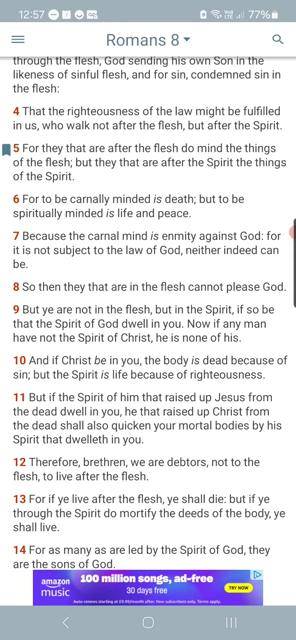 12:57 77%
Romans 8
through the flesh, God sending his own Son in the
likeness of sinful flesh, and for sin, condemned sin in
the flesh:
4 That the righteousness of the law might be fulfilled
in us, who walk not after the flesh, but after the Spirit.
5 For they that are after the flesh do mind the things
of the flesh; but they that are after the Spirit the things
of the Spirit.
6 For to be carnally minded is death; but to be
spiritually minded is life and peace.
7 Because the carnal mind is enmity against God: for
it is not subject to the law of God, neither indeed can
be.
8 So then they that are in the flesh cannot please God.
9 But ye are not in the flesh, but in the Spirit, if so be
that the Spirit of God dwell in you. Now if any man
have not the Spirit of Christ, he is none of his.
10 And if Christ be in you, the body is dead because of
sin; but the Spirit is life because of righteousness.
11 But if the Spirit of him that raised up Jesus from
the dead dwell in you, he that raised up Christ from
the dead shall also quicken your mortal bodies by his
Spirit that dwelleth in you.
12 Therefore, brethren, we are debtors, not to the
flesh, to live after the flesh.
13 For if ye live after the flesh, ye shall die: but if ye
through the Spirit do mortify the deeds of the body, ye
shall live.
14 For as many as are led by the Spirit of God, they
are the sons of God.
amazon music
100 million songs, ad-free
30 days free
TRY NOW